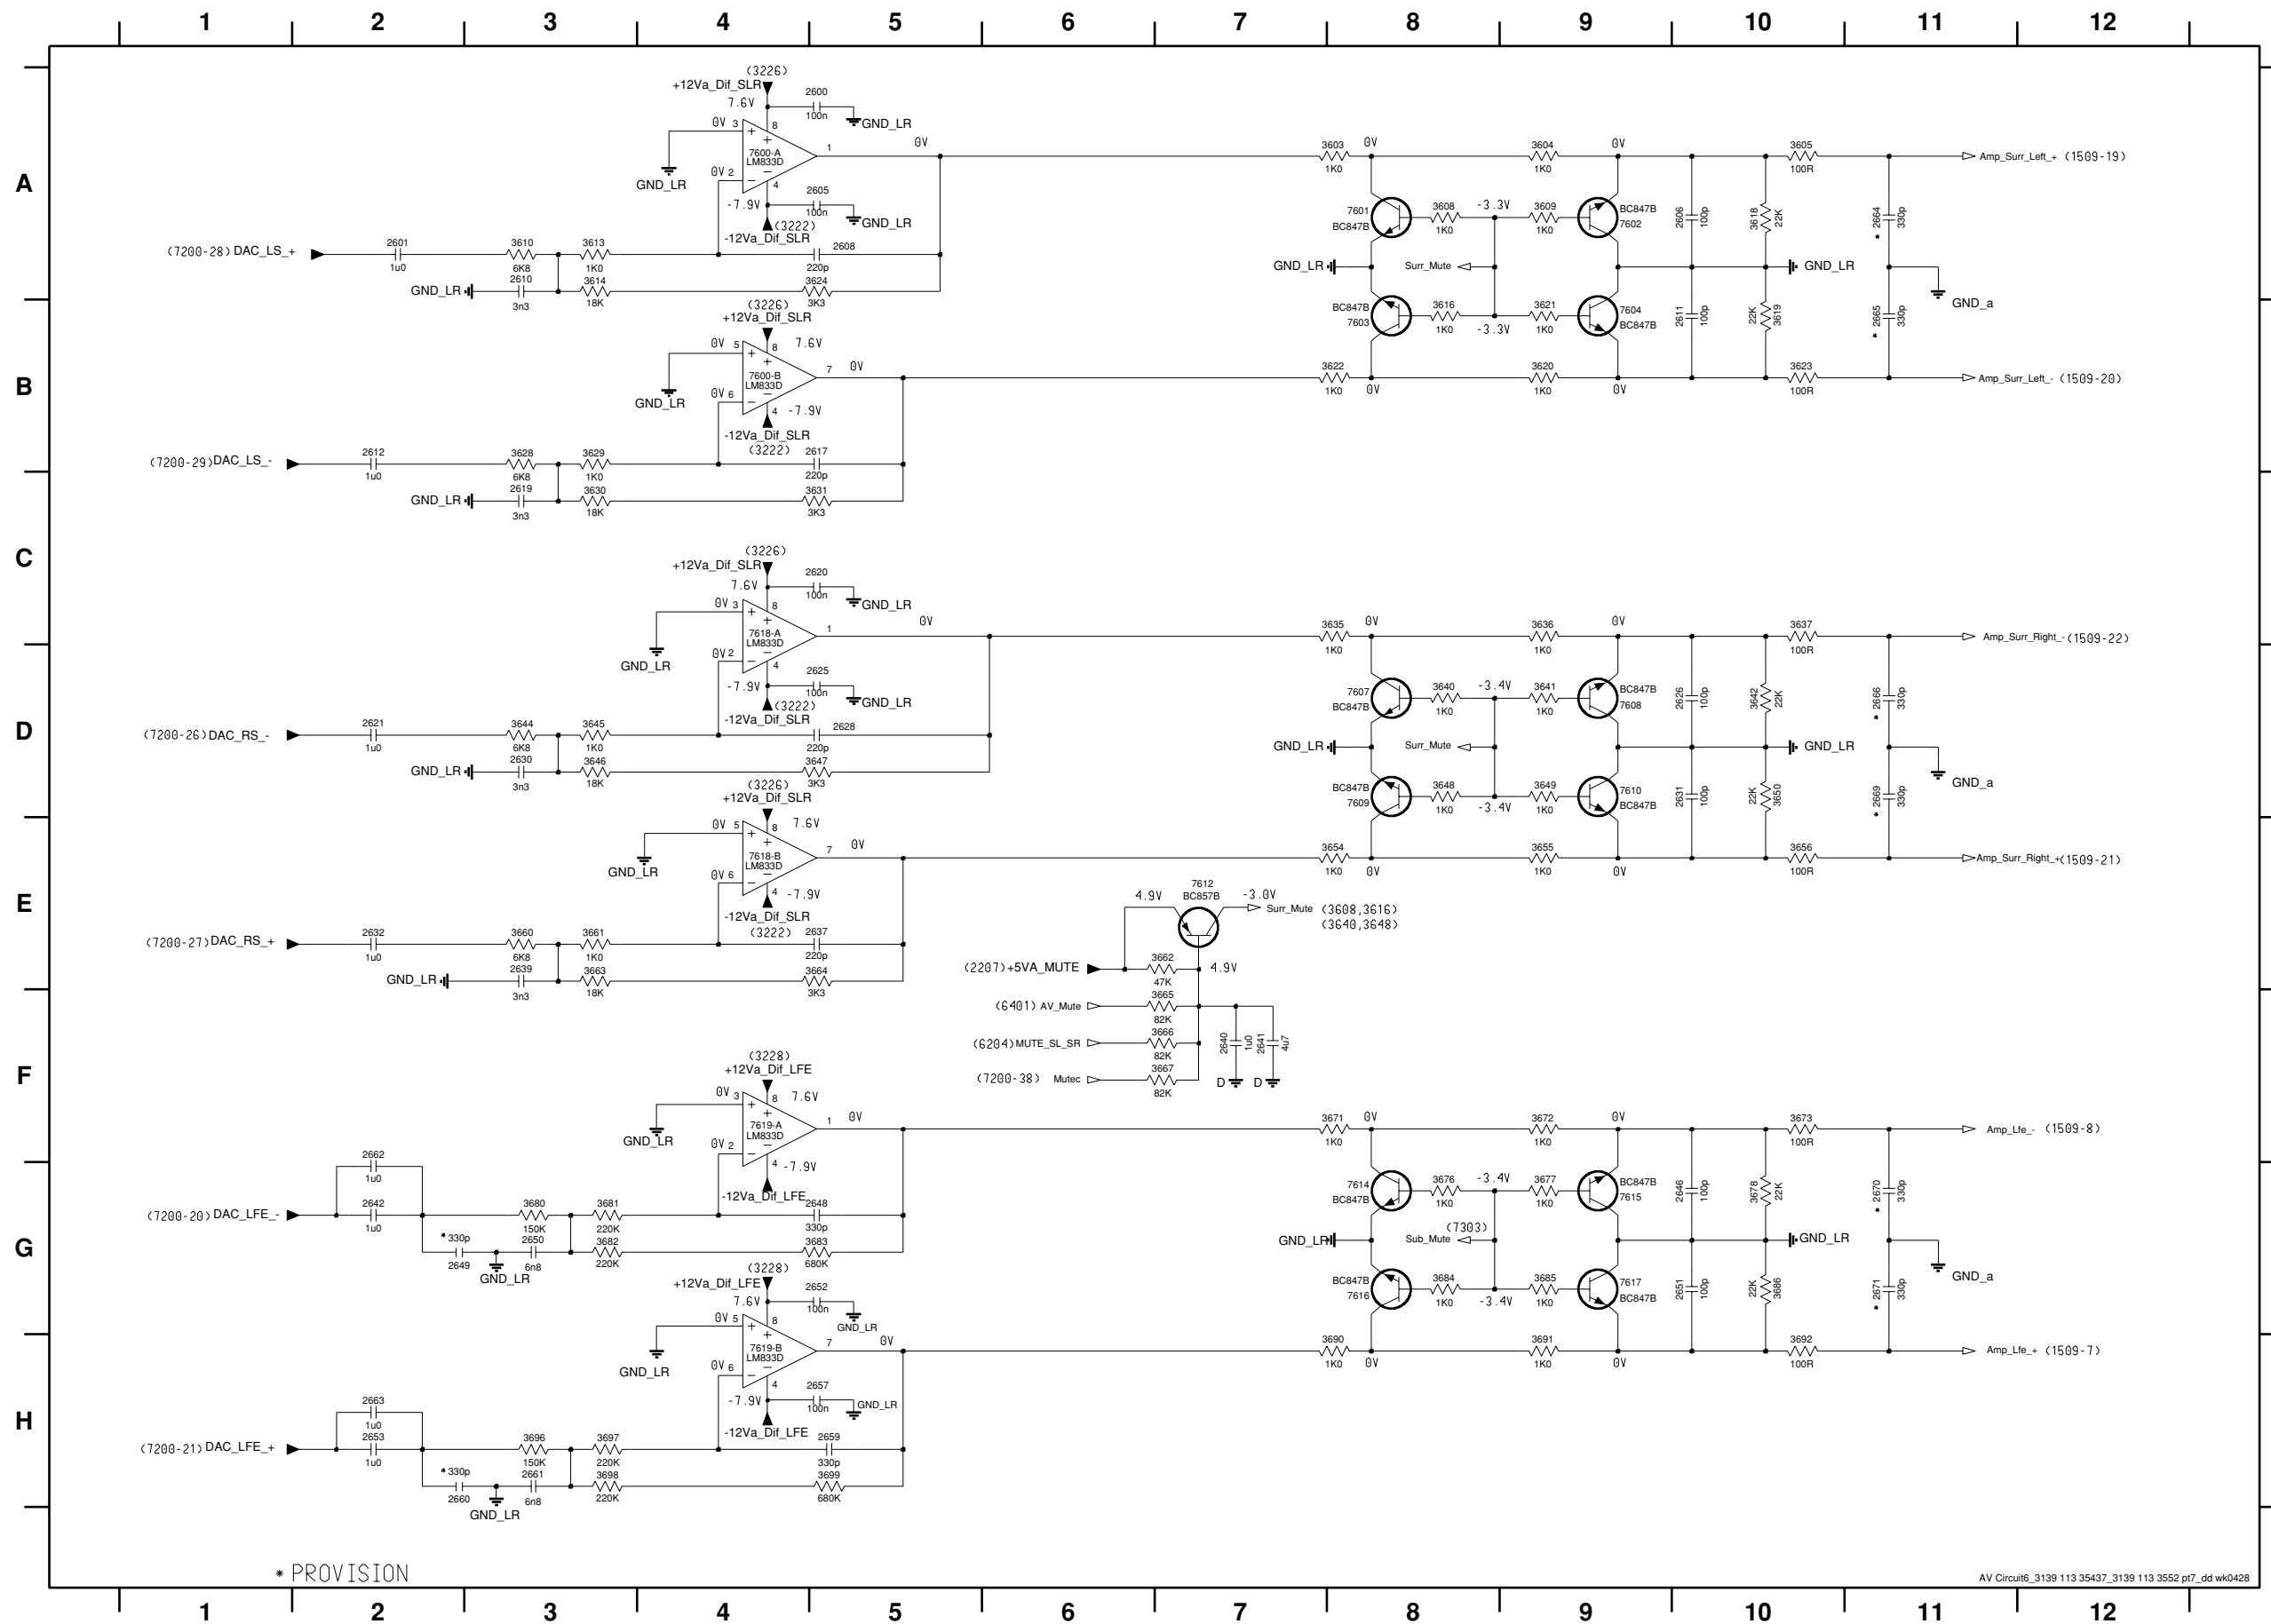 1 2 3 4 5 6 7 8 9 10 11 12
A
(3226)
+12Va_Dif_SLR
7.6V
2600
100n
GND_LR
0V 3
8
7600-A
LM833D
1
0V
GND_LR
0V 2
4
-7.9V
2605
100n
GND_LR
(3222)
-12Va_Dif_SLR
(7200-28) DAC_LS_+
2601
1u0
3610
6K8
3613
1K0
2608
220p
GND_LR
2610
3n3
3614
18K
3624
3K3
3603
1K0
0V
3604
1K0
0V
3605
100R
Amp_Surr_Left_+ (1509-19)
7601
BC847B
3608
1K0
-3.3V
3609
1K0
BC847B
7602
2606
100p
3618
22K
* 2664
330p
GND_LR
Surr_Mute
GND_LR
GND_a
B
(3226)
+12Va_Dif_SLR
7.6V
0V 5
8
7600-B
LM833D
7
0V
GND_LR
0V 6
4
-7.9V
-12Va_Dif_SLR
(3222)
(7200-29) DAC_LS_-
2612
1u0
3628
6K8
3629
1K0
2617
220p
GND_LR
2619
3n3
3630
18K
3631
3K3
BC847B
7603
3616
1K0
-3.3V
3621
1K0
7604
BC847B
2611
100p
22K
3619
* 2665
330p
3622
1K0
0V
3620
1K0
0V
3623
100R
Amp_Surr_Left_- (1509-20)
C
(3226)
+12Va_Dif_SLR
7.6V
2620
100n
GND_LR
0V 3
8
7618-A
LM833D
1
0V
GND_LR
0V 2
4
-7.9V
2625
100n
GND_LR
(3222)
-12Va_Dif_SLR
D
(7200-26) DAC_RS_-
2621
1u0
3644
6K8
3645
1K0
2628
220p
GND_LR
2630
3n3
3646
18K
3647
3K3
3635
1K0
0V
3636
1K0
0V
3637
100R
Amp_Surr_Right_- (1509-22)
7607
BC847B
3640
1K0
-3.4V
3641
1K0
BC847B
7608
2626
100p
3642
22K
* 2666
330p
GND_LR
Surr_Mute
GND_LR
GND_a
BC847B
7609
3648
1K0
-3.4V
3649
1K0
7610
BC847B
2631
100p
22K
3650
* 2669
330p
3654
1K0
0V
3655
1K0
0V
3656
100R
Amp_Surr_Right_+ (1509-21)
E
(3226)
+12Va_Dif_SLR
7.6V
0V 5
8
7618-B
LM833D
7
0V
GND_LR
0V 6
4
-7.9V
-12Va_Dif_SLR
(3222)
(7200-27) DAC_RS_+
2632
1u0
3660
6K8
3661
1K0
2637
220p
GND_LR
2639
3n3
3663
18K
3664
3K3
7612
BC857B
4.9V
-3.0V
Surr_Mute (3608,3616)
(3640,3648)
(2207) +5VA_MUTE
3662
47K
4.9V
(6401) AV_Mute
3665
82K
(6204) MUTE_SL_SR
3666
82K
(7200-38) Mutec
3667
82K
2640
1u0
2641
4u7
D D
F
(3228)
+12Va_Dif_LFE
7.6V
0V 3
8
7619-A
LM833D
1
0V
GND_LR
0V 2
4
-7.9V
-12Va_Dif_LFE
G
2662
1u0
(7200-20) DAC_LFE_-
2642
1u0
3680
150K
3681
220K
2648
330p
* 330p
2649
GND_LR
2650
6n8
3682
220K
3683
680K
3671
1K0
0V
3672
1K0
0V
3673
100R
Amp_Lfe_- (1509-8)
7614
BC847B
3676
1K0
-3.4V
3677
1K0
BC847B
7615
2646
100p
3678
22K
* 2670
330p
(7303)
GND_LR
Sub_Mute
GND_LR
GND_a
BC847B
7616
3684
1K0
-3.4V
3685
1K0
7617
BC847B
2651
100p
22K
3686
* 2671
330p
3690
1K0
0V
3691
1K0
0V
3692
100R
Amp_Lfe_+ (1509-7)
H
(3228)
+12Va_Dif_LFE
7.6V
2652
100n
GND_LR
0V 5
8
7619-B
LM833D
7
0V
GND_LR
0V 6
4
-7.9V
2657
100n
GND_LR
-12Va_Dif_LFE
2663
1u0
(7200-21) DAC_LFE_+
2653
1u0
3696
150K
3697
220K
2659
330p
* 330p
2660
GND_LR
2661
6n8
3698
220K
3699
680K
* PROVISION
AV Circuit6_3139 113 35437_3139 113 3552 pt7_dd wk0428
1 2 3 4 5 6 7 8 9 10 11 12